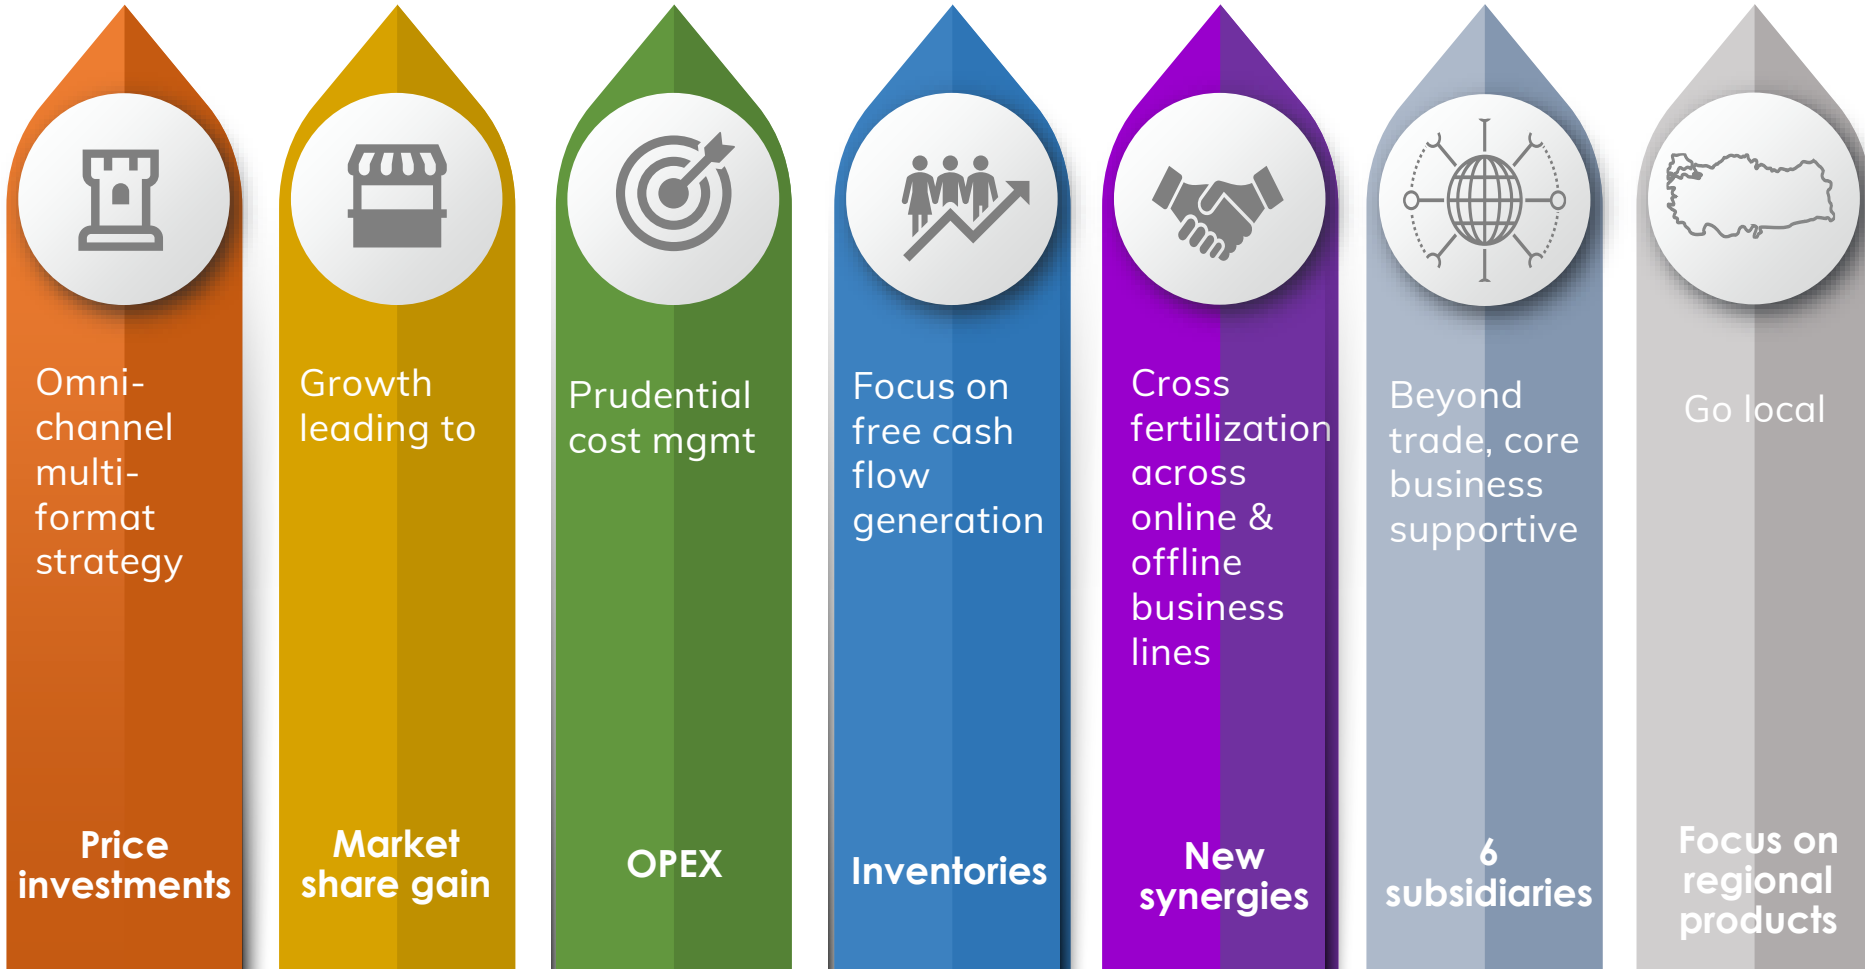 Omni-
channel
multi-
format
strategy
Price
investments
Growth
leading to
Market
share gain
Prudential
cost mgmt
OPEX
Focus on
free cash
flow
generation
Inventories
Cross
fertilization
across
online &
offline
business
lines
New
synergies
Beyond
trade, core
business
supportive
6
subsidiaries
Go local
Focus on
regional
products